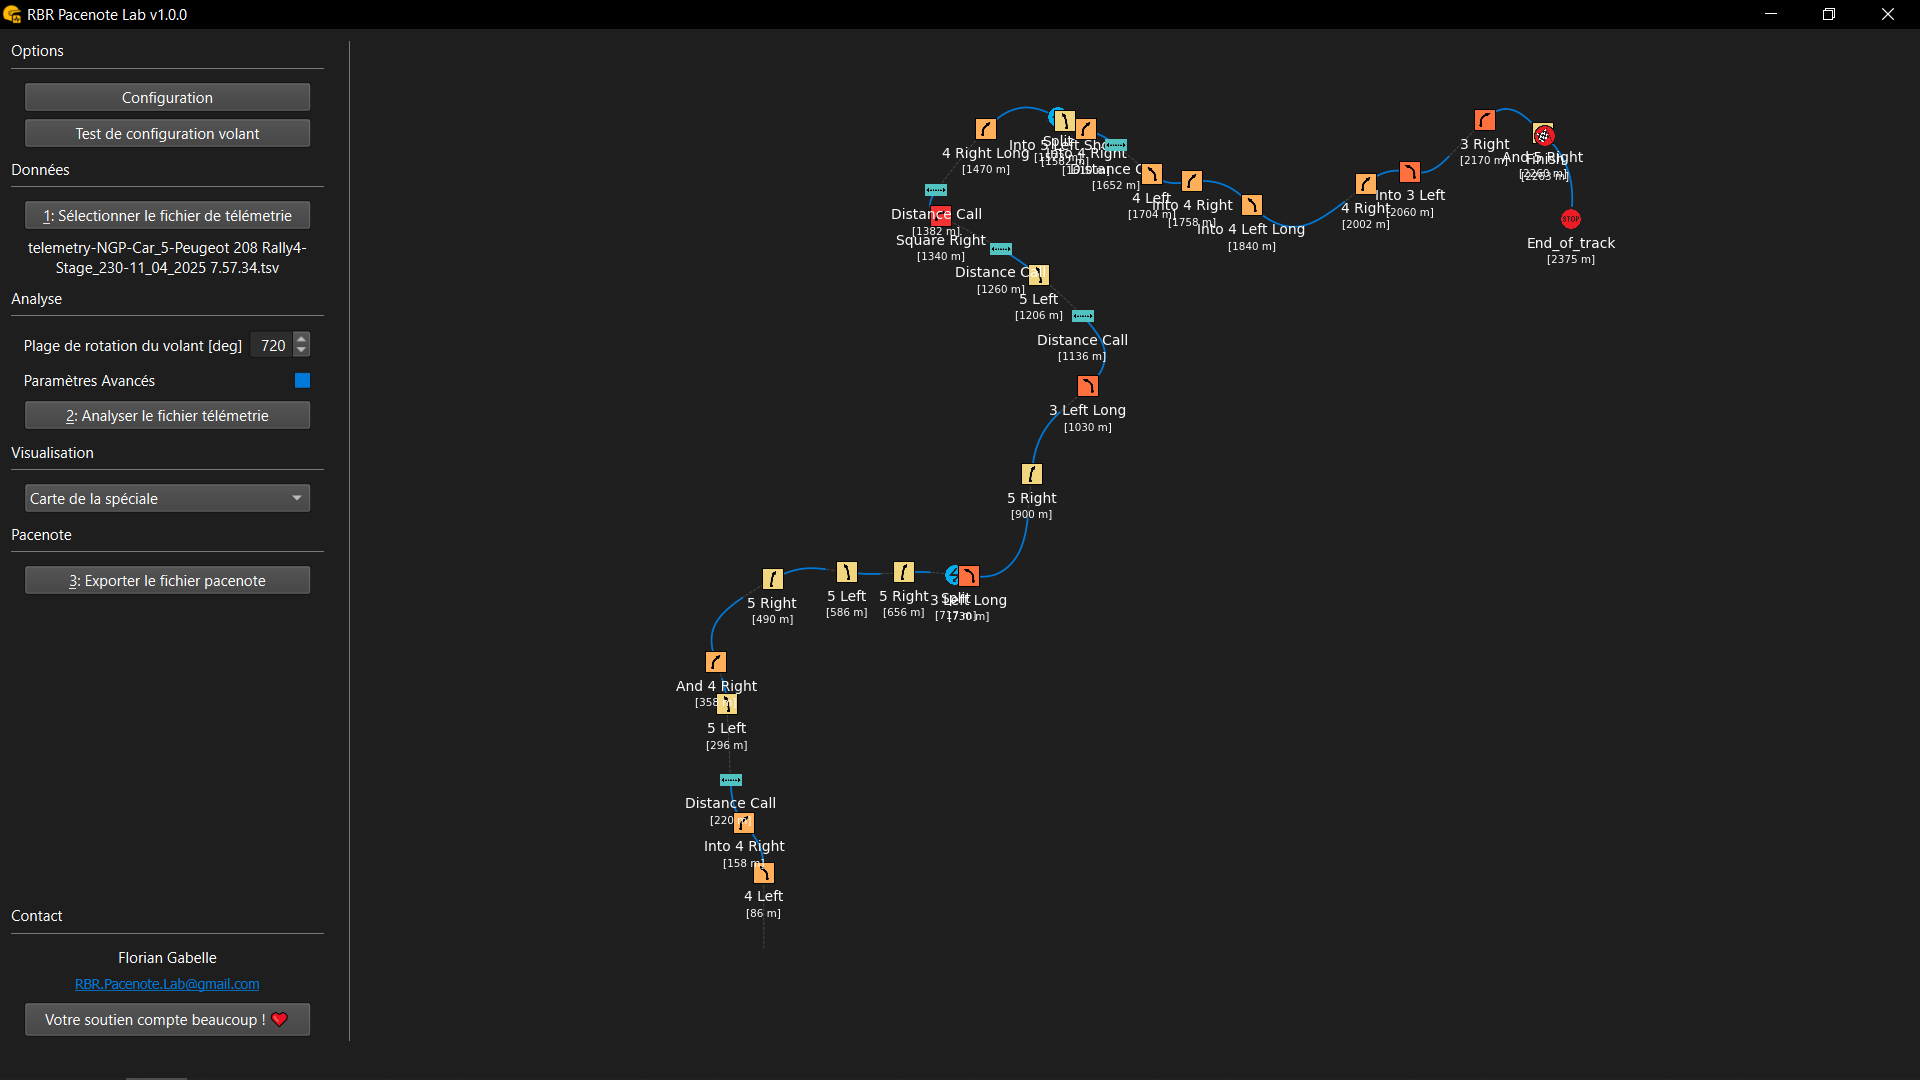 RBR Pacenote Lab v1.0.0
Options
Configuration
Test de configuration volant
Données
1: Sélectionner le fichier de télémetrie
telemetry-NGP-Car_5-Peugeot 208 Rally4-
Stage_230-11_04_2025 7.57.34.tsv
Analyse
Plage de rotation du volant [deg] 720
Paramètres Avancés
2: Analyser le fichier télémetrie
Visualisation
Carte de la spéciale
Pacenote
3: Exporter le fichier pacenote
Contact
Florian Gabelle
RBR.Pacenote.Lab@gmail.com
Votre soutien compte beaucoup !
4 Right Long
[1470 m]
Split
Into 5 Left
[1582 m]
Into 4 Right
Distance
[1652 m]
4 Left
[1704 m]
Into 4 Right
[1758 m]
Into 4 Left Long
[1840 m]
4 Right
[2002 m]
Into 3 Left
[2060 m]
3 Right
[2170 m]
And 5 Right
[2260 m]
Finish
[2263 m]
STOP
End_of_track
[2375 m]
Distance Call
[1382 m]
Square Right
[1340 m]
Distance Call
[1260 m]
5 Left
[1206 m]
Distance Call
[1136 m]
3 Left Long
[1030 m]
5 Right
[900 m]
5 Right
[490 m]
5 Left
[586 m]
5 Right
[656 m]
Split
3 Left Long
[730 m]
And 4 Right
[358
5 Left
[296 m]
Distance Call
[220
Into 4 Right
[158 m]
4 Left
[86 m]